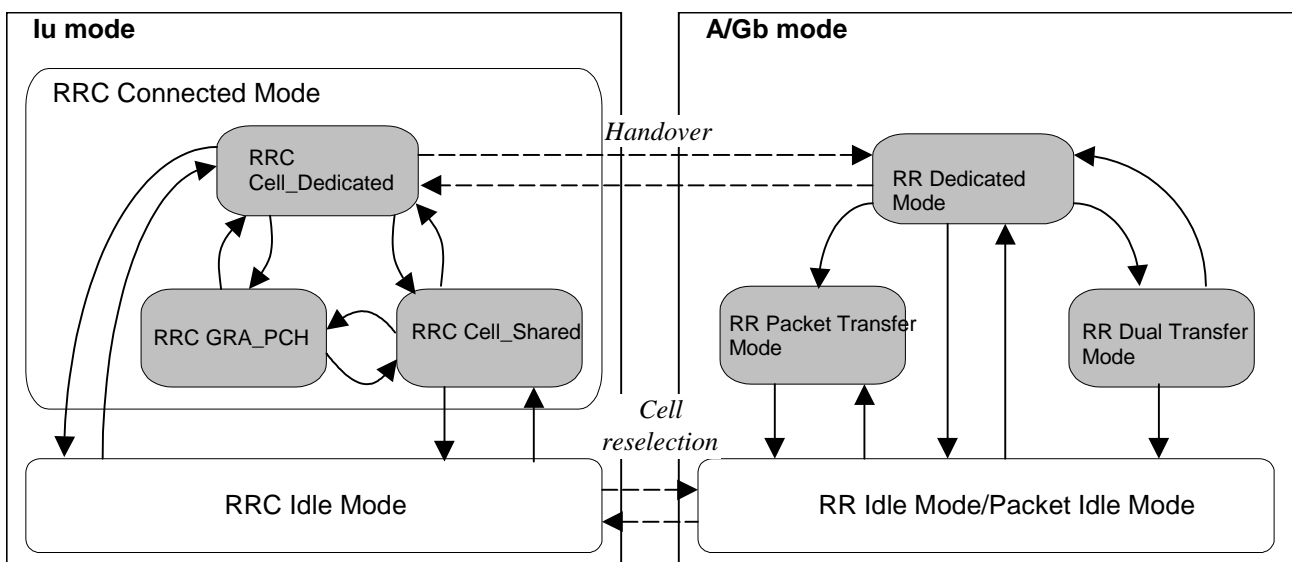 Iu mode
A/Gb mode
RRC Connected Mode
Handover
RRC
Cell_Dedicated
RR Dedicated
Mode
RRC GRA_PCH
RRC Cell_Shared
RR Packet Transfer
Mode
RR Dual Transfer
Mode
Cell
reselection
RRC Idle Mode
RR Idle Mode/Packet Idle Mode